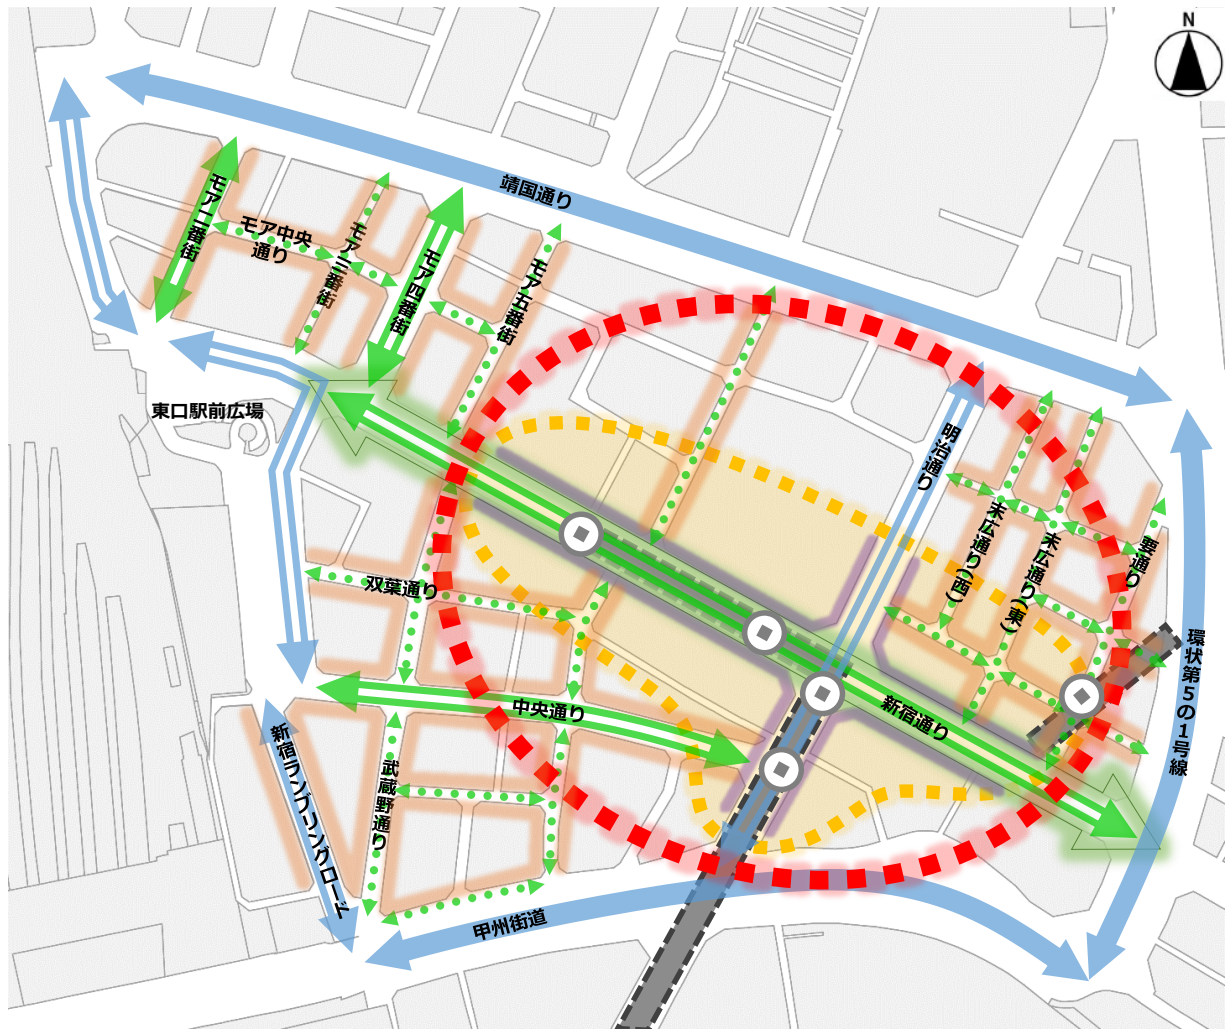 N
靖国通り
モア二番街
モア中央
通り
モア三番街
モア四番街
モア五番街
東口駅前広場
明治通り
末広通り(西)
末広通り(東)
要通り
双葉通り
環状第5の1号線
新宿通り
中央通り
新宿ラングリングロード
武蔵野通り
甲州街道